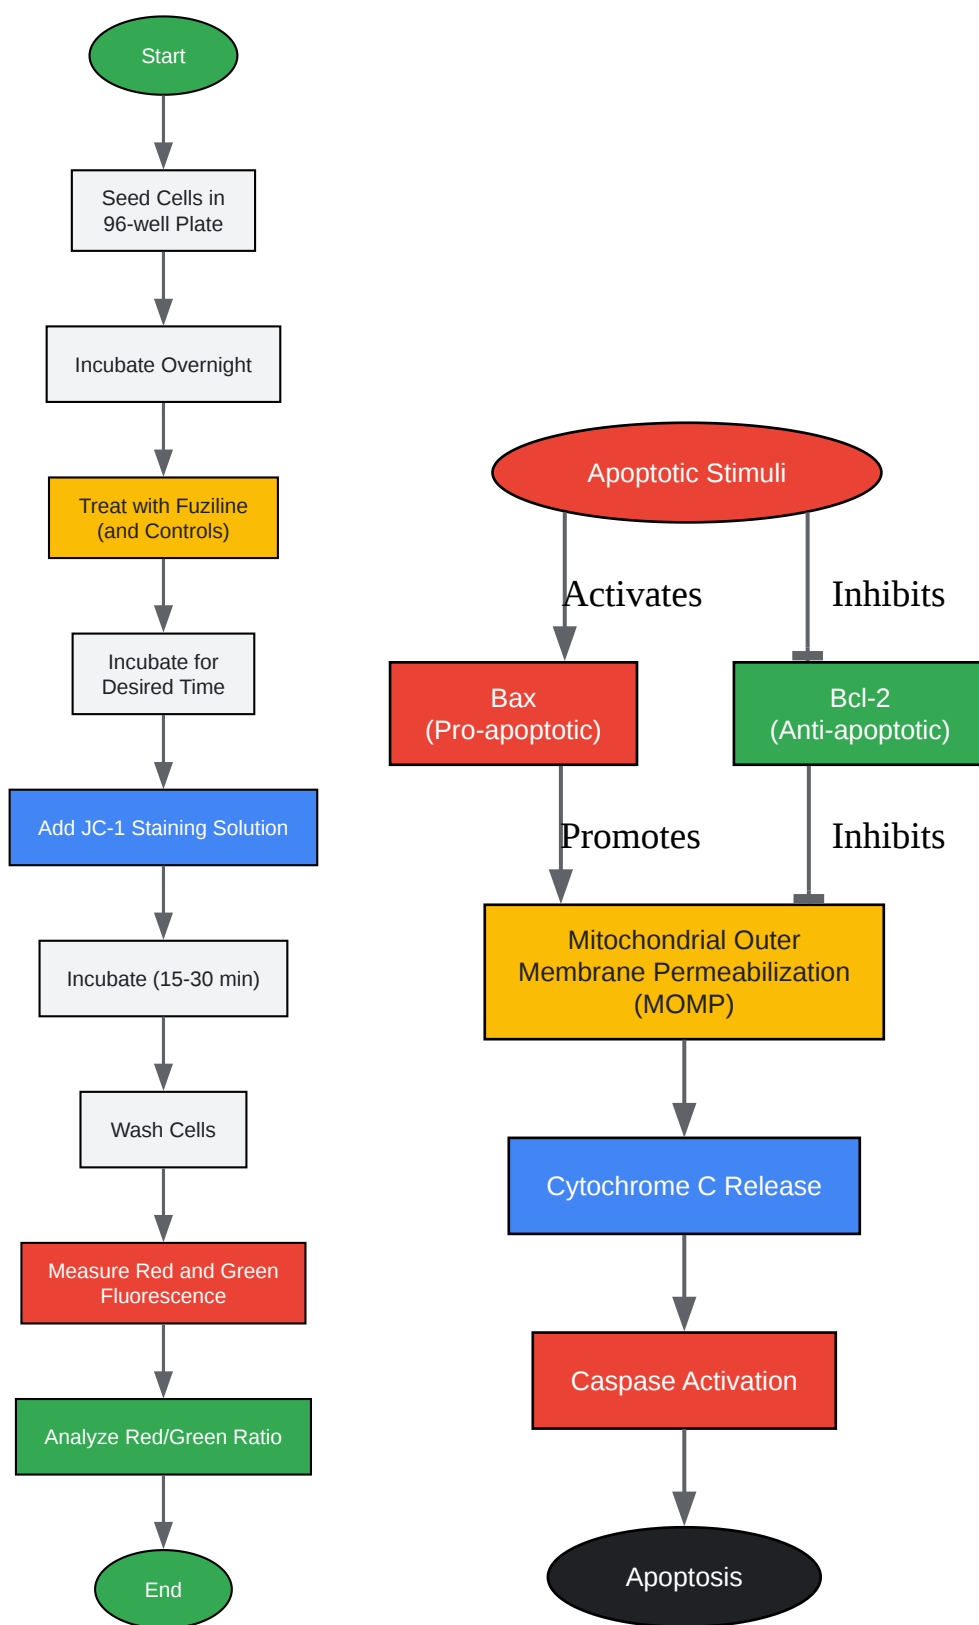 Start
Seed Cells in
96-well Plate
Incubate Overnight
Treat with Fuziline
(and Controls)
Incubate for
Desired Time
Add JC-1 Staining Solution
Incubate (15-30 min)
Wash Cells
Measure Red and Green
Fluorescence
Analyze Red/Green Ratio
End
Apoptotic Stimuli
Activates
Inhibits
Bax
(Pro-apoptotic)
Bcl-2
(Anti-apoptotic)
Promotes
Inhibits
Mitochondrial Outer
Membrane Permeabilization
(MOMP)
Cytochrome C Release
Caspase Activation
Apoptosis